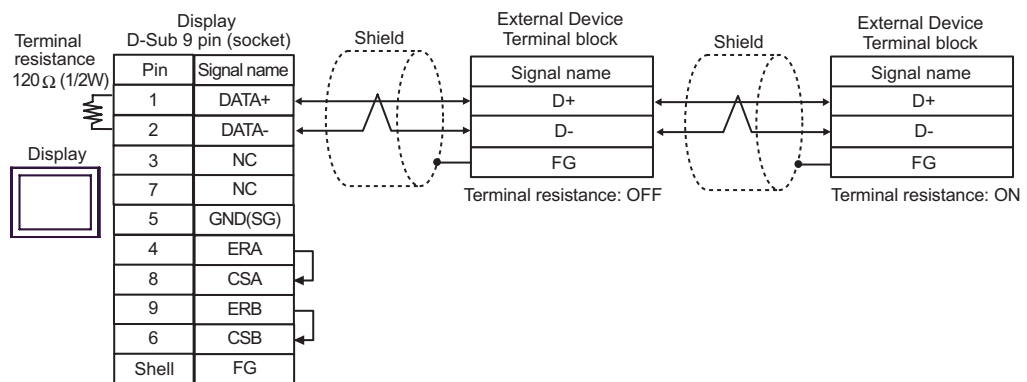 Terminal
resistance
120Ω (1/2W)
Display
Display
D-Sub 9 pin (socket)
Pin Signal name
1 DATA+
2 DATA-
3 NC
7 NC
5 GND(SG)
4 ERA
8 CSA
9 ERB
6 CSB
Shell FG
Shield
External Device
Terminal block
Signal name
D+
D-
FG
Terminal resistance: OFF
Shield
External Device
Terminal block
Signal name
D+
D-
FG
Terminal resistance: ON